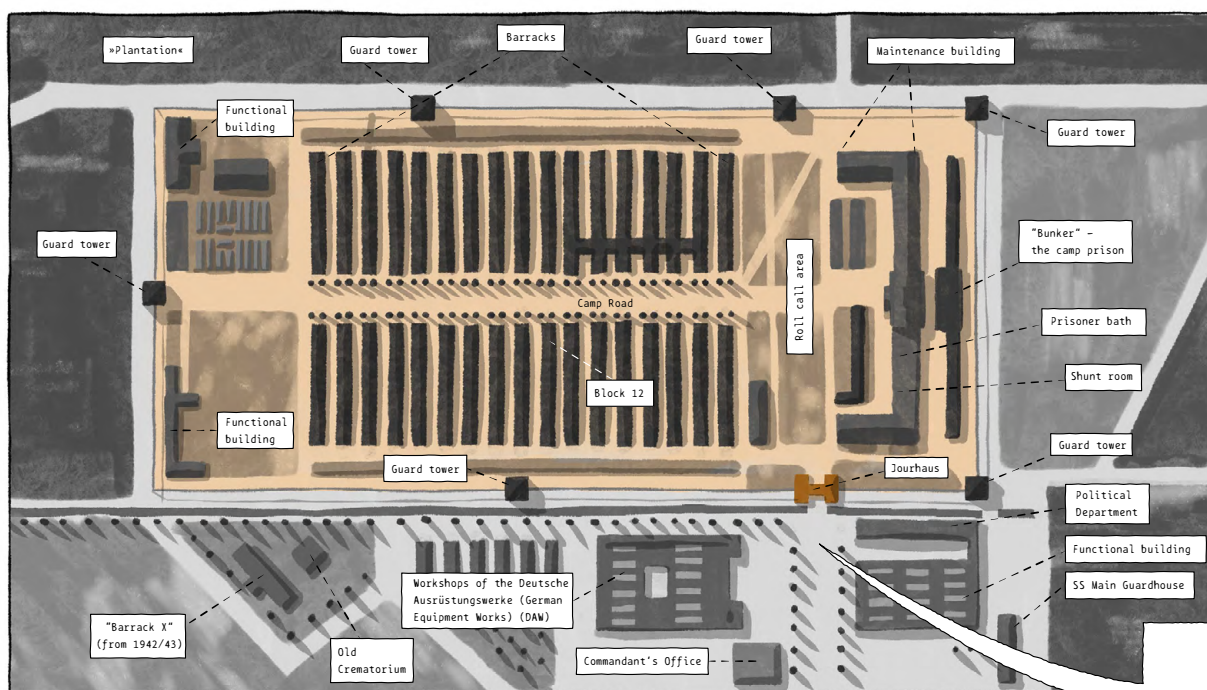 »Plantation«
Guard tower
Barracks
Guard tower
Maintenance building
Functional
building
Guard tower
Guard tower
"Bunker" –
the camp prison
Roll call area
Camp Road
Prisoner bath
Shunt room
Block 12
Functional
building
Guard tower
Guard tower
Jourhaus
Political
Department
Functional building
SS Main Guardhouse
Workshops of the Deutsche
Ausrüstungswerke (German
Equipment Works) (DAW)
"Barrack X"
(from 1942/43)
Old
Crematorium
Commandant's Office